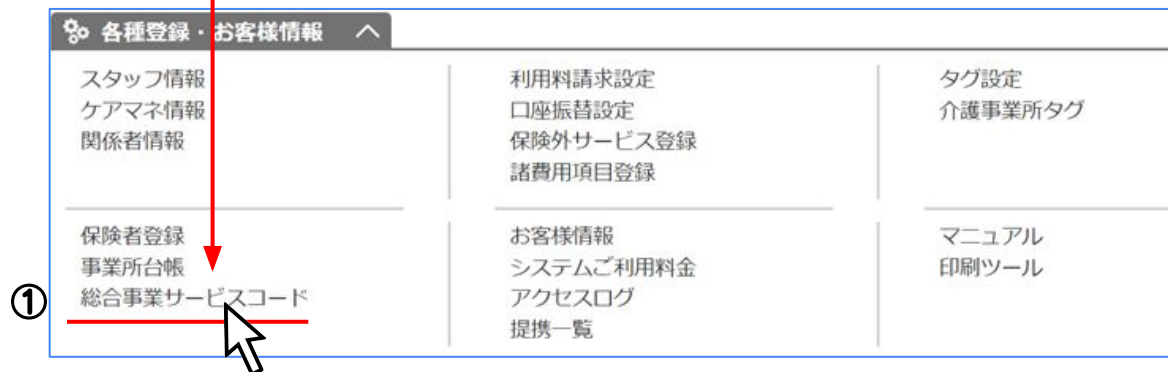 各種登録・お客様情報
スタッフ情報
ケアマネ情報
関係者情報
利用料請求設定
口座振替設定
保険外サービス登録
諸費用項目登録
タグ設定
介護事業所タグ
保険者登録
事業所台帳
①総合事業サービスコード
お客様情報
システムご利用料金
アクセスログ
提携一覧
マニュアル
印刷ツール